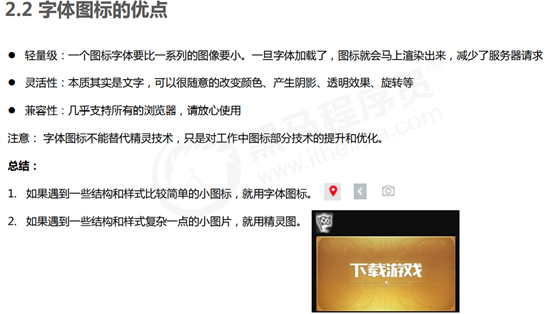 2.2 字体图标的优点
● 轻量级：一个图标字体要比一系列的图像要小。一旦字体加载了，图标就会马上渲染出来，减少了服务器请求
● 灵活性：本质其实是文字，可以很随意的改变颜色、产生阴影、透明效果、旋转等
● 兼容性：几乎支持所有的浏览器，请放心使用
注意： 字体图标不能替代精灵技术，只是对工作中图标部分技术的提升和优化。
总结：
1. 如果遇到一些结构和样式比较简单的小图标，就用字体图标。
2. 如果遇到一些结构和样式复杂一点的小图片，就用精灵图。
下载游戏
黑马程序员
www.itheima.com